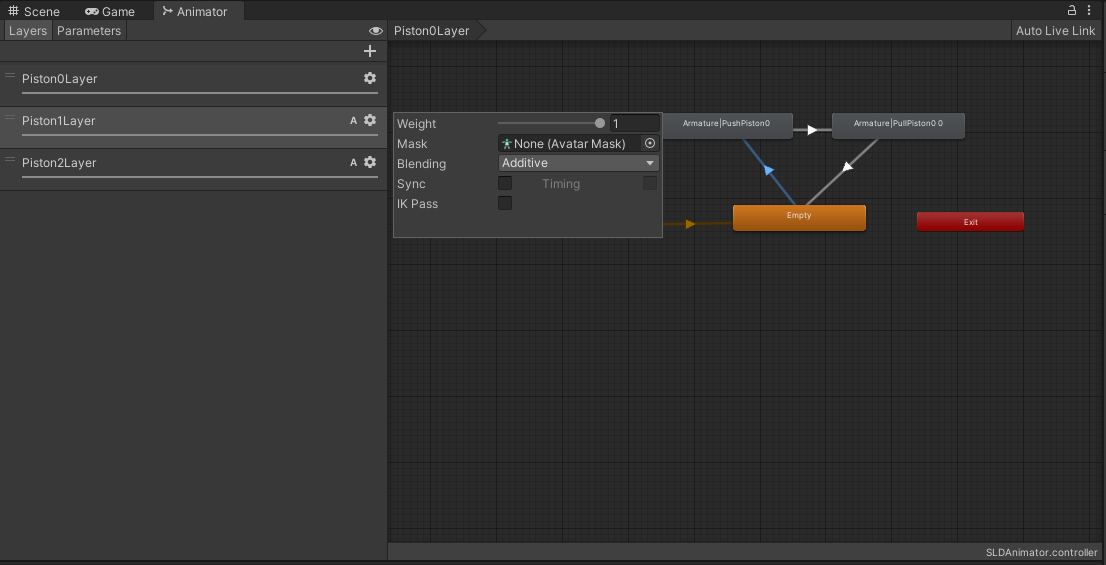 Scene Game Animator
Layers Parameters Piston0Layer Auto Live Link
Piston0Layer
Piston1Layer A
Piston2Layer A
Weight 1
Mask None (Avatar Mask)
Blending Additive
Sync Timing
IK Pass
Armature|PushPiston0 Armature|PullPiston0 0
Empty Exit
SLDAnimator.controller